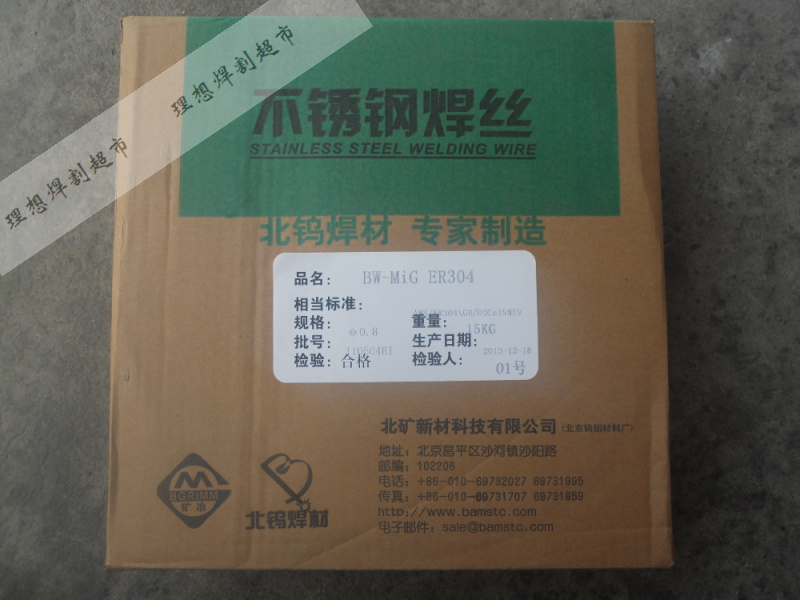 理想焊割超市
理想焊割超市
不锈钢焊丝
STAINLESS STEEL WELDING WIRE
北钨焊材 专家制造
品名： BW-MiG ER304
相当标准：
规格： Φ0.8 重量： 15KG
批号： 生产日期：
检验： 合格 检验人： 01号
北矿新材科技有限公司（北京钨钼材料厂）
地址：北京昌平区沙河镇沙阳路
邮编：102206
电话：+86-010-69732027 89731995
传真：+86-010-69731707 69731859
http://www.bamstc.com
电子邮件：sale@bamstc.com
BGRIMM
矿冶
北钨焊材